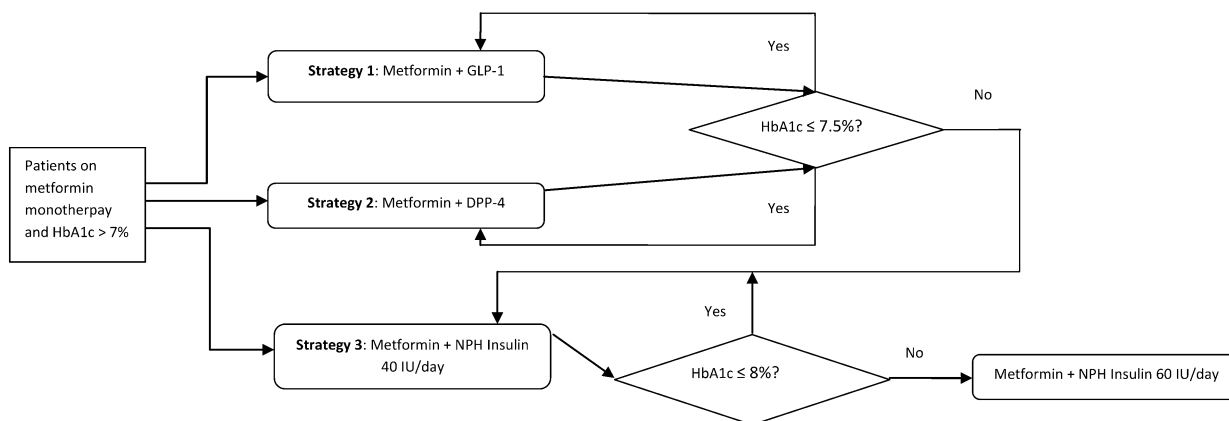 Yes
Strategy 1: Metformin + GLP-1
No
HbA1c ≤ 7.5%?
Patients on
metformin
monotherpay
and HbA1c > 7%
Strategy 2: Metformin + DPP-4
Yes
Yes
Strategy 3: Metformin + NPH Insulin
40 IU/day
HbA1c ≤ 8%?
No
Metformin + NPH Insulin 60 IU/day